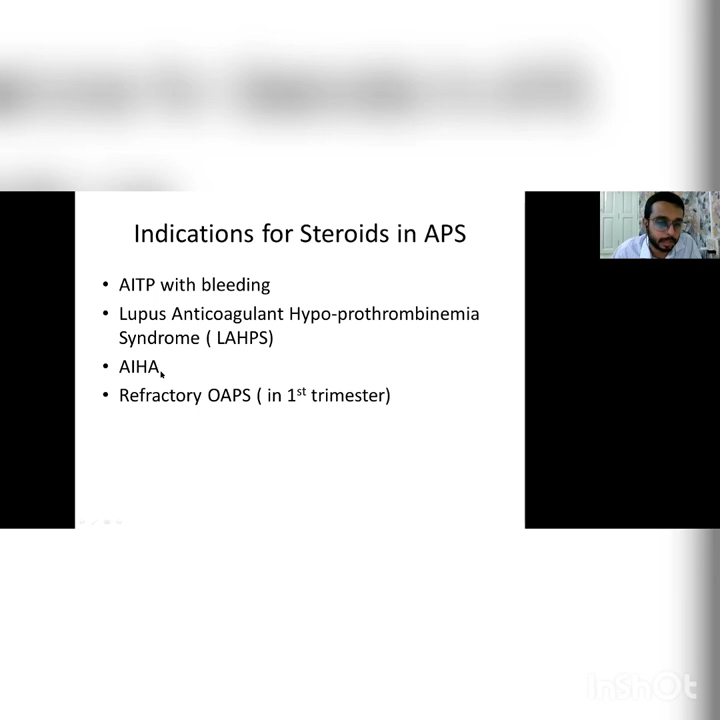 Indications for Steroids in APS
• AITP with bleeding
• Lupus Anticoagulant Hypo-prothrombinemia
Syndrome ( LAHPS)
• AIHA
• Refractory OAPS ( in 1st trimester)
InShOt